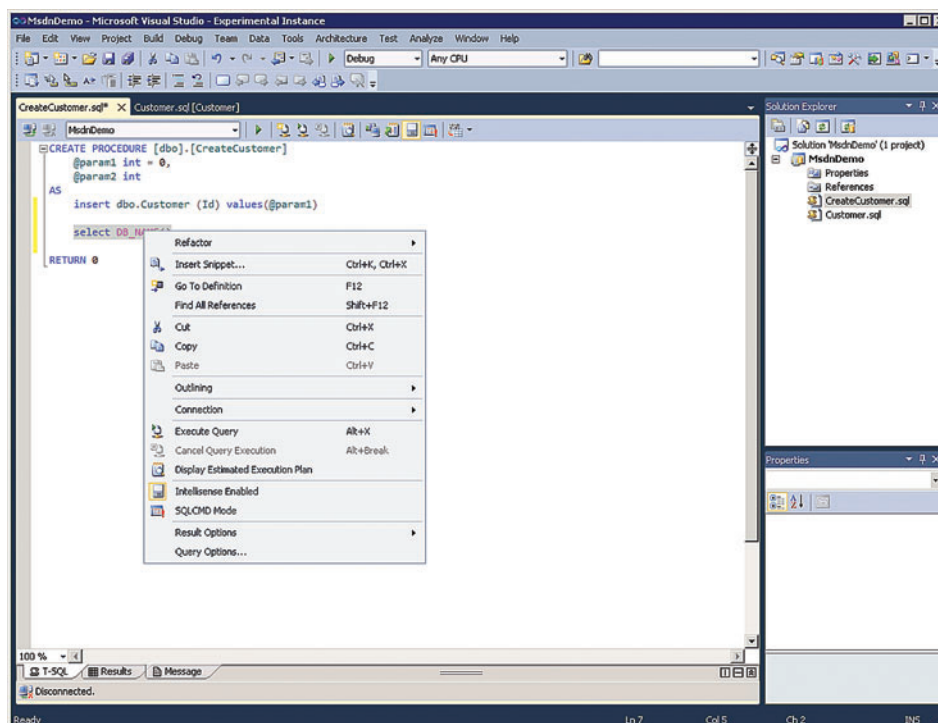 MsdnDemo - Microsoft Visual Studio - Experimental Instance
File Edit View Project Build Debug Team Data Tools Architecture Test Analyze Window Help
Debug Any CPU
CreateCustomer.sql* Customer.sql [Customer]
MsdnDemo
CREATE PROCEDURE [dbo].[CreateCustomer]
@param1 int = 0,
@param2 int
AS
insert dbo.Customer (Id) values(@param1)
select DB_NAME()
RETURN 0
Refactor
Insert Snippet... Ctrl+K, Ctrl+X
Go To Definition F12
Find All References Shift+F12
Cut Ctrl+X
Copy Ctrl+C
Paste Ctrl+V
Outlining
Connection
Execute Query Alt+X
Cancel Query Execution Alt+Break
Display Estimated Execution Plan
Intellisense Enabled
SQLCMD Mode
Result Options
Query Options...
100 %
T-SQL Results Message
Disconnected.
Ready Ln 7 Col 5 Ch 2 INS
Solution Explorer
Solution 'MsdnDemo' (1 project)
MsdnDemo
Properties
References
CreateCustomer.sql
Customer.sql
Properties